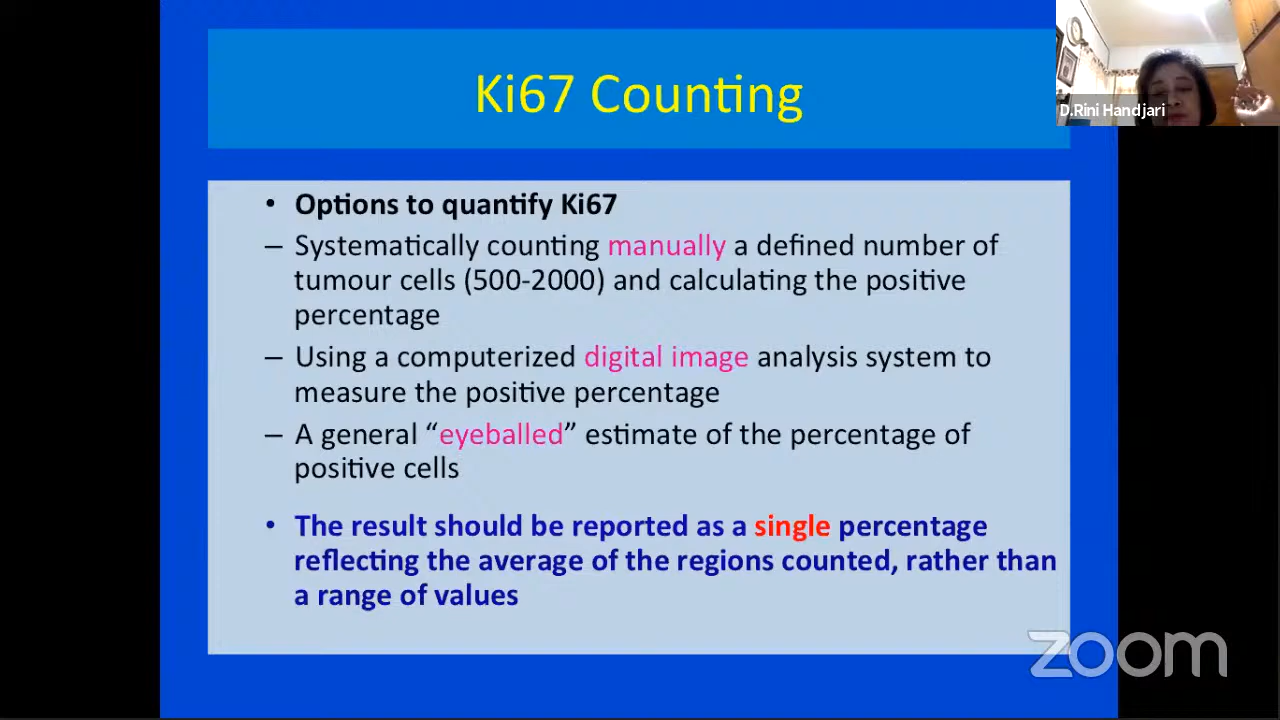 Ki67 Counting
D.Rini Handjari
• Options to quantify Ki67
– Systematically counting manually a defined number of
tumour cells (500-2000) and calculating the positive
percentage
– Using a computerized digital image analysis system to
measure the positive percentage
– A general “eyeballed” estimate of the percentage of
positive cells
• The result should be reported as a single percentage
reflecting the average of the regions counted, rather than
a range of values
zoom